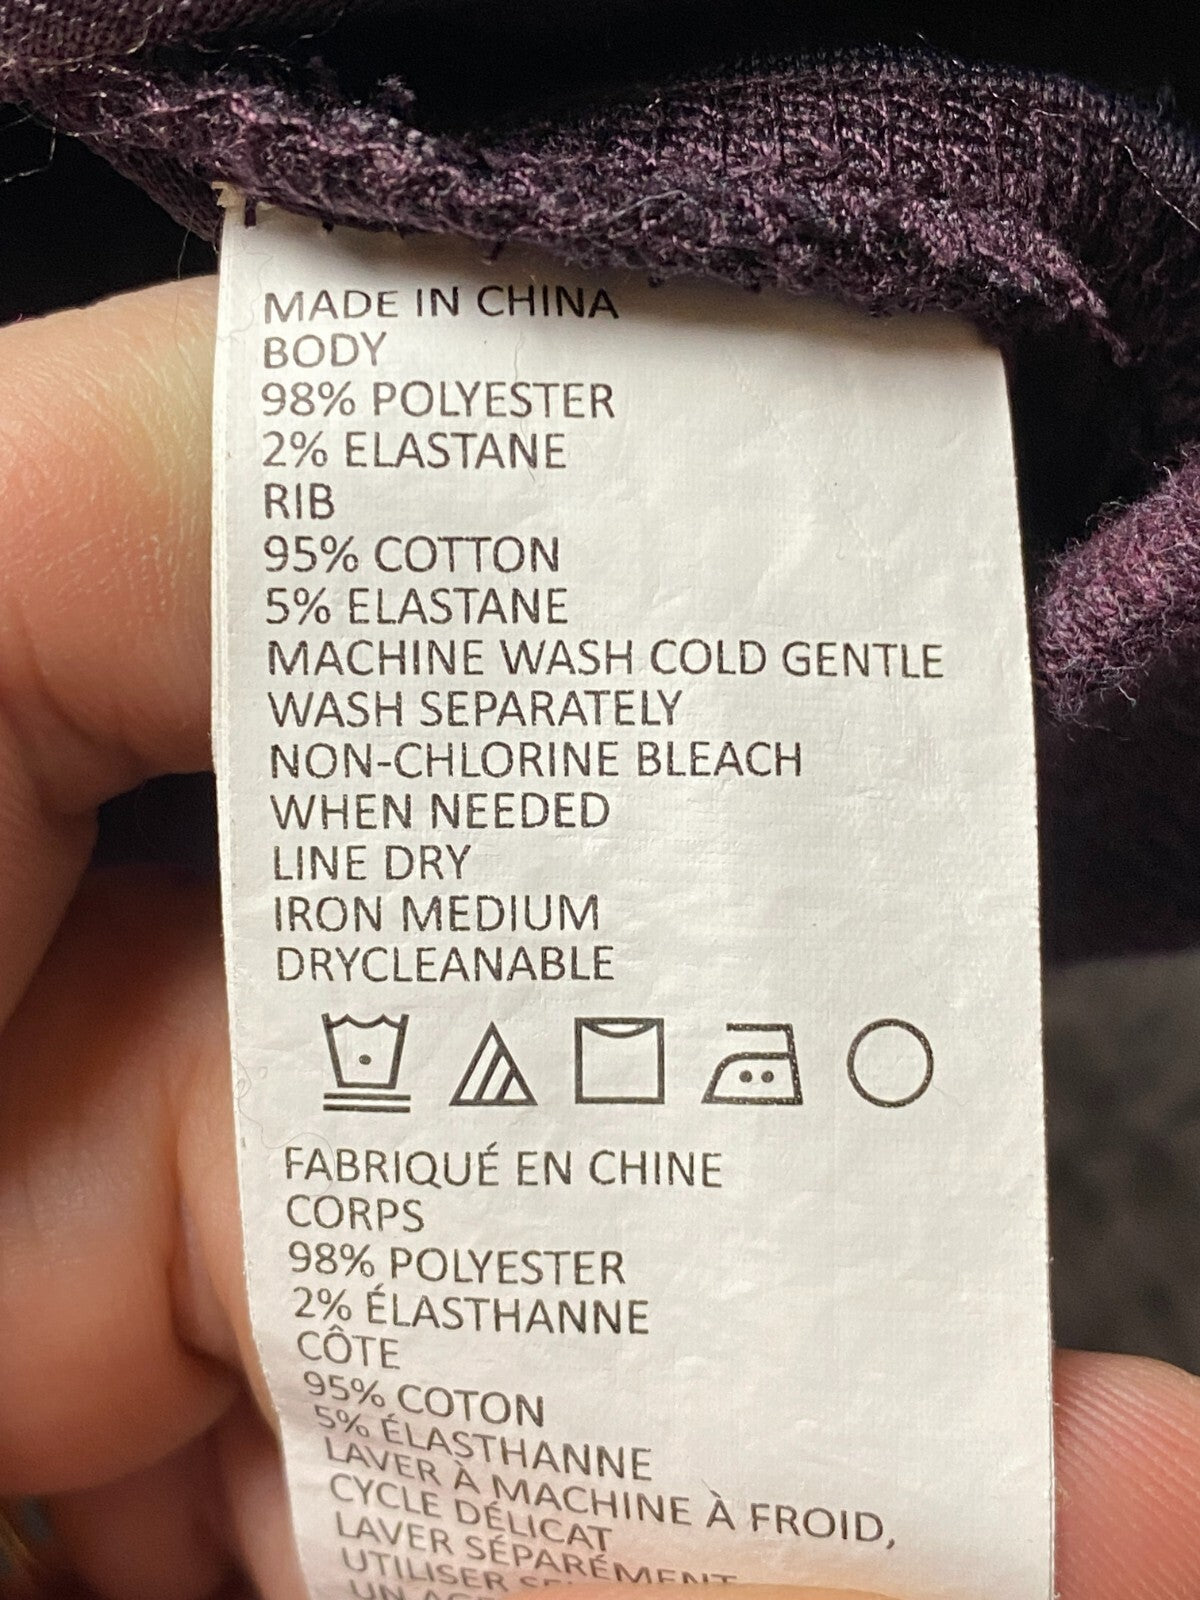 MADE IN CHINA
BODY
98% POLYESTER
2% ELASTANE
RIB
95% COTTON
5% ELASTANE
MACHINE WASH COLD GENTLE
WASH SEPARATELY
NON-CHLORINE BLEACH
WHEN NEEDED
LINE DRY
IRON MEDIUM
DRYCLEANABLE
FABRIQUÉ EN CHINE
CORPS
98% POLYESTER
2% ÉLASTHANNE
CÔTE
95% COTON
5% ÉLASTHANNE
LAVER À MACHINE À FROID,
CYCLE DÉLICAT
LAVER SÉPARÉMENT
UTILISER
UN